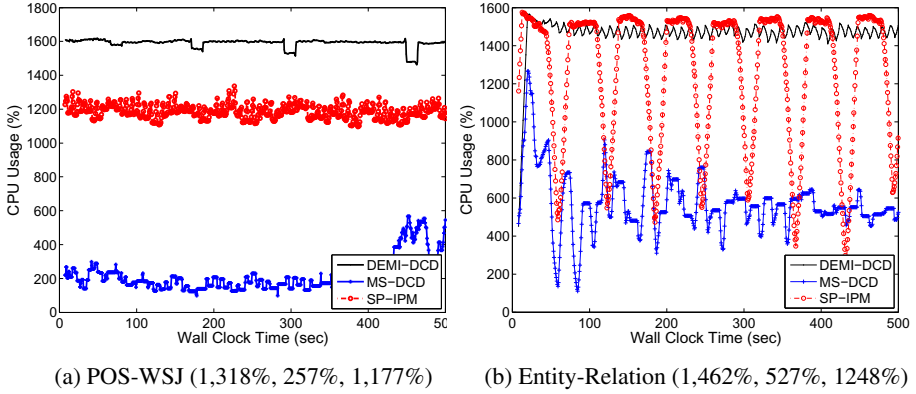 1800
1600
1400
1200
1000
800
600
400
200
0
CPU Usage (%)
0
100
200
300
400
500
Wall Clock Time (sec)
DEMI-DCD
MS-DCD
SP-IPM
(a) POS-WSJ (1,318%, 257%, 1,177%)
1600
1400
1200
1000
800
600
400
200
0
CPU Usage (%)
0
100
200
300
400
500
Wall Clock Time (sec)
DEMI-DCD
MS-DCD
SP-IPM
(b) Entity-Relation (1,462%, 527%, 1248%)